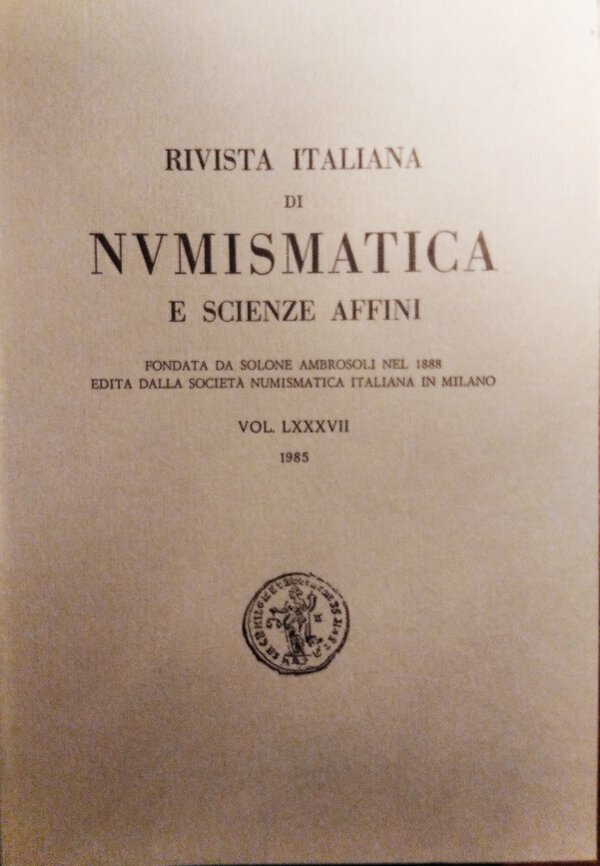 RIVISTA ITALIANA
DI
NVMISMATICA
E SCIENZE AFFINI
FONDATA DA SOLONE AMBROSOLI NEL 1888
EDITA DALLA SOCIETÀ NUMISMATICA ITALIANA IN MILANO
VOL. LXXXVII
1985